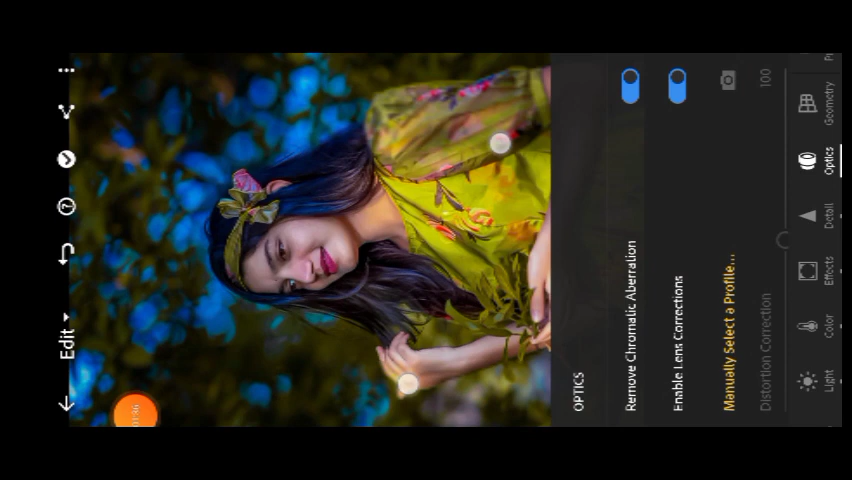 Edit
OPTICS
Remove Chromatic Aberration
Enable Lens Corrections
Manually Select a Profile...
Distortion Correction
100
Light
Color
Effects
Detail
Optics
Geometry